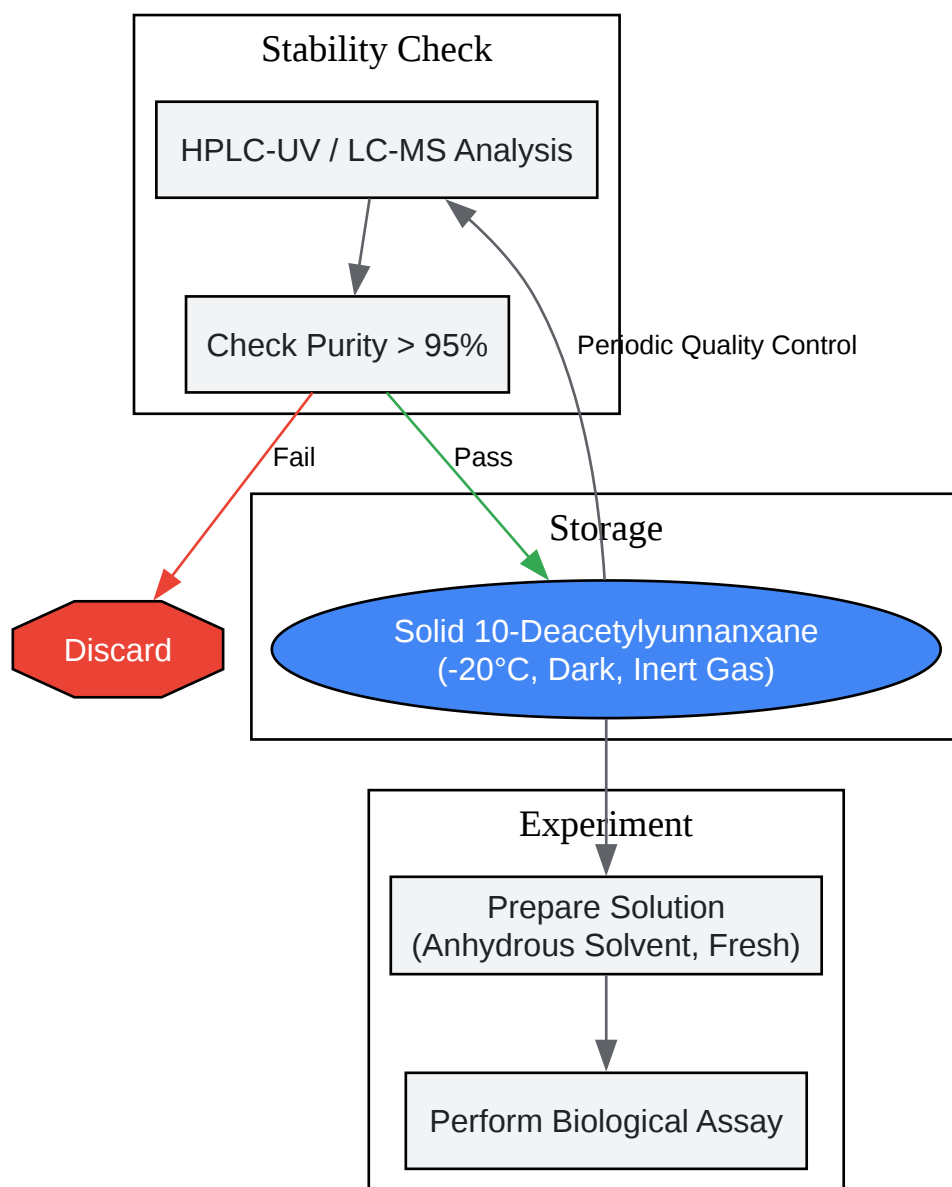 Stability Check
HPLC-UV / LC-MS Analysis
Check Purity > 95%
Periodic Quality Control
Fail
Pass
Storage
Discard
Solid 10-Deacetylyunnanxane
(-20°C, Dark, Inert Gas)
Experiment
Prepare Solution
(Anhydrous Solvent, Fresh)
Perform Biological Assay